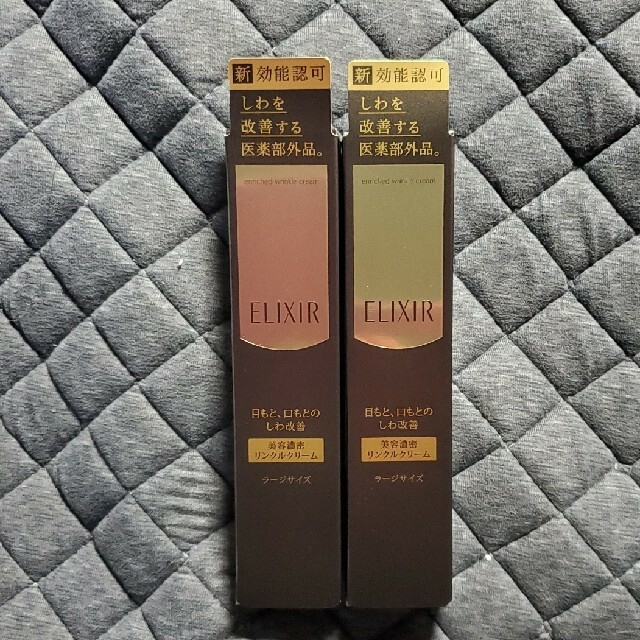 新 効能認可
しわを
改善する
医薬部外品。
enriched wrinkle cream
ELIXIR
目もと、口もとの
しわ改善
美容濃密
リンクルクリーム
ラージサイズ
新 効能認可
しわを
改善する
医薬部外品。
enriched wrinkle cream
ELIXIR
目もと、口もとの
しわ改善
美容濃密
リンクルクリーム
ラージサイズ